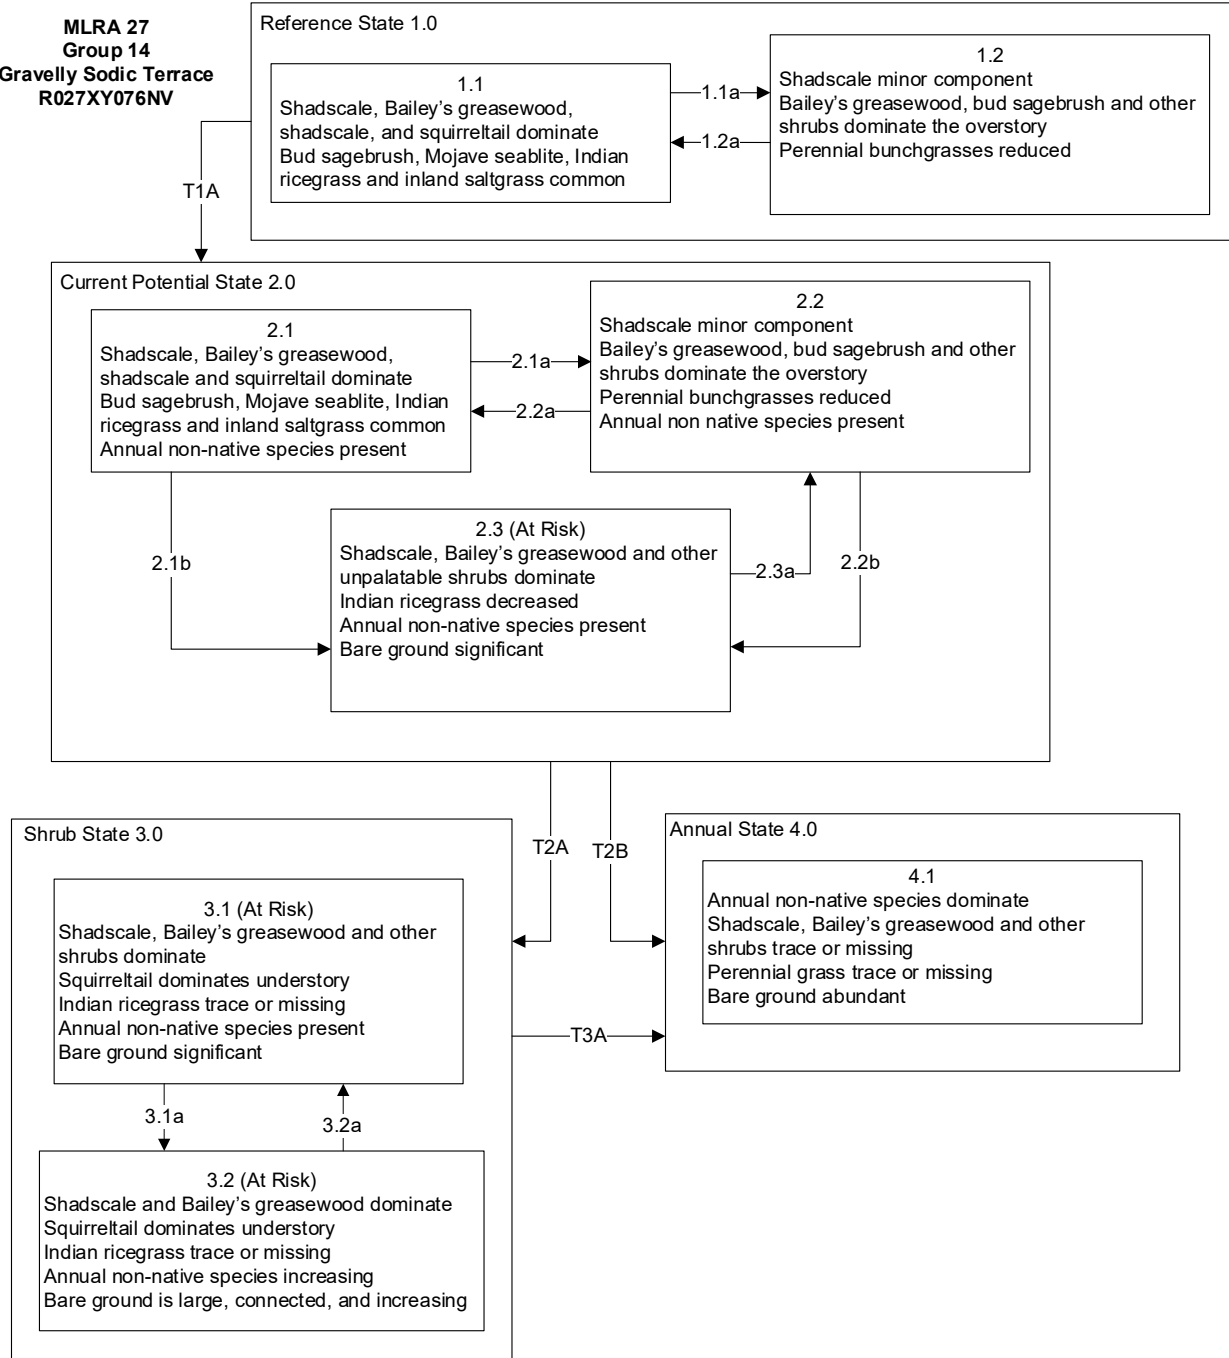 MLRA 27
Group 14
Gravelly Sodic Terrace
R027XY076NV
Reference State 1.0
1.1
Shadscale, Bailey’s greasewood,
shadscale, and squirreltail dominate
Bud sagebrush, Mojave seablite, Indian
ricegrass and inland saltgrass common
1.1a
1.2a
1.2
Shadscale minor component
Bailey’s greasewood, bud sagebrush and other
shrubs dominate the overstory
Perennial bunchgrasses reduced
T1A
Current Potential State 2.0
2.1
Shadscale, Bailey’s greasewood,
shadscale and squirreltail dominate
Bud sagebrush, Mojave seablite, Indian
ricegrass and inland saltgrass common
Annual non-native species present
2.1a
2.2a
2.2
Shadscale minor component
Bailey’s greasewood, bud sagebrush and other
shrubs dominate the overstory
Perennial bunchgrasses reduced
Annual non native species present
2.1b
2.3 (At Risk)
Shadscale, Bailey’s greasewood and other
unpalatable shrubs dominate
Indian ricegrass decreased
Annual non-native species present
Bare ground significant
2.3a
2.2b
T2A
T2B
Shrub State 3.0
3.1 (At Risk)
Shadscale, Bailey’s greasewood and other
shrubs dominate
Squirreltail dominates understory
Indian ricegrass trace or missing
Annual non-native species present
Bare ground significant
3.1a
3.2a
3.2 (At Risk)
Shadscale and Bailey’s greasewood dominate
Squirreltail dominates understory
Indian ricegrass trace or missing
Annual non-native species increasing
Bare ground is large, connected, and increasing
T3A
Annual State 4.0
4.1
Annual non-native species dominate
Shadscale, Bailey’s greasewood and other
shrubs trace or missing
Perennial grass trace or missing
Bare ground abundant